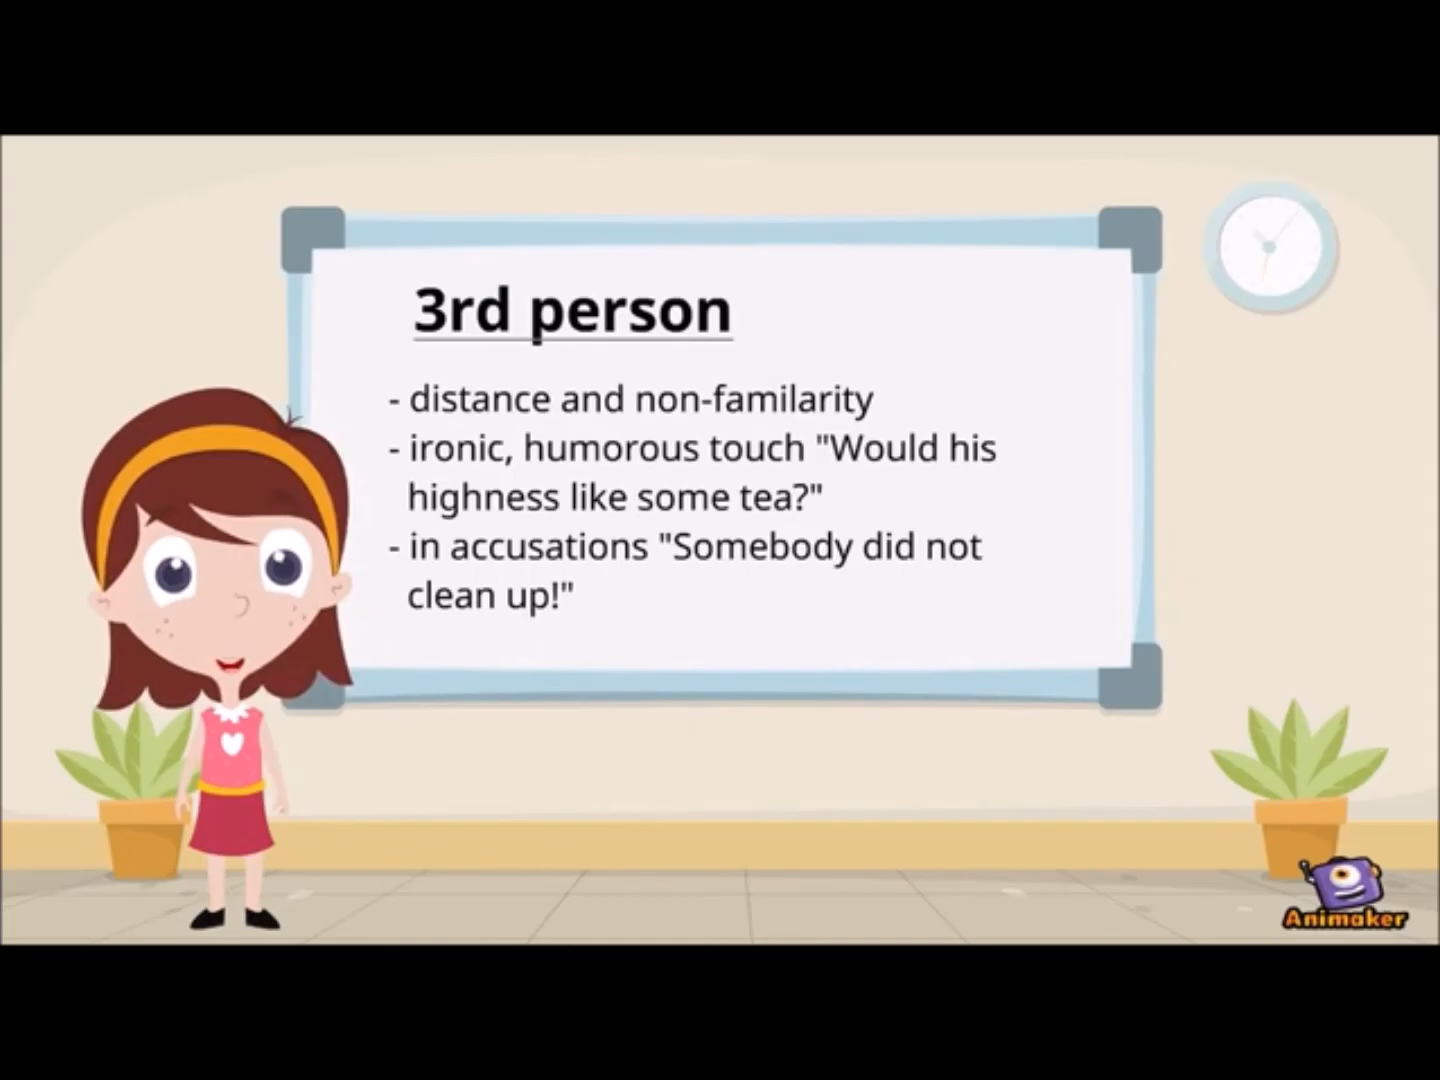 3rd person
- distance and non-familarity
- ironic, humorous touch "Would his
highness like some tea?"
- in accusations "Somebody did not
clean up!"
Animaker